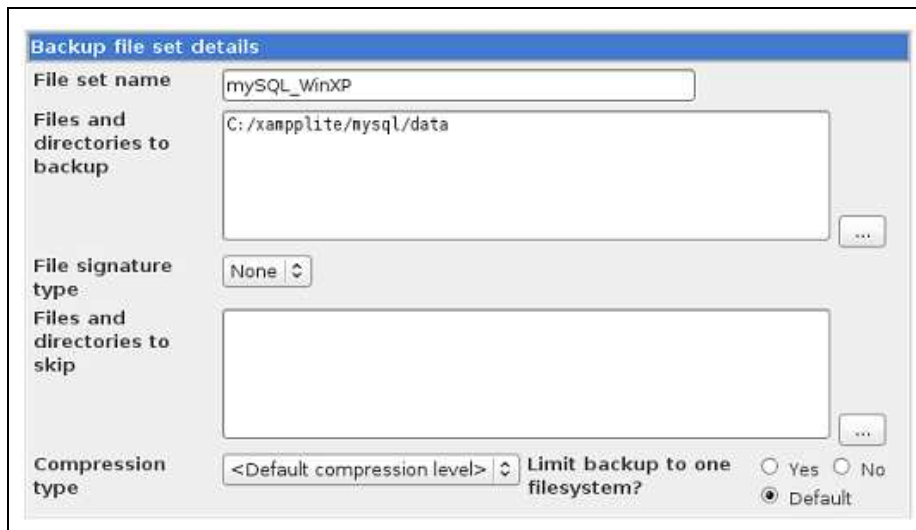 Backup file set details
File set name
mySQL_WinXP
Files and
directories to
backup
C:/xampplite/mysql/data
...
File signature
type
None
Files and
directories to
skip
...
Compression
type
<Default compression level>
Limit backup to one
filesystem?
Yes No
Default